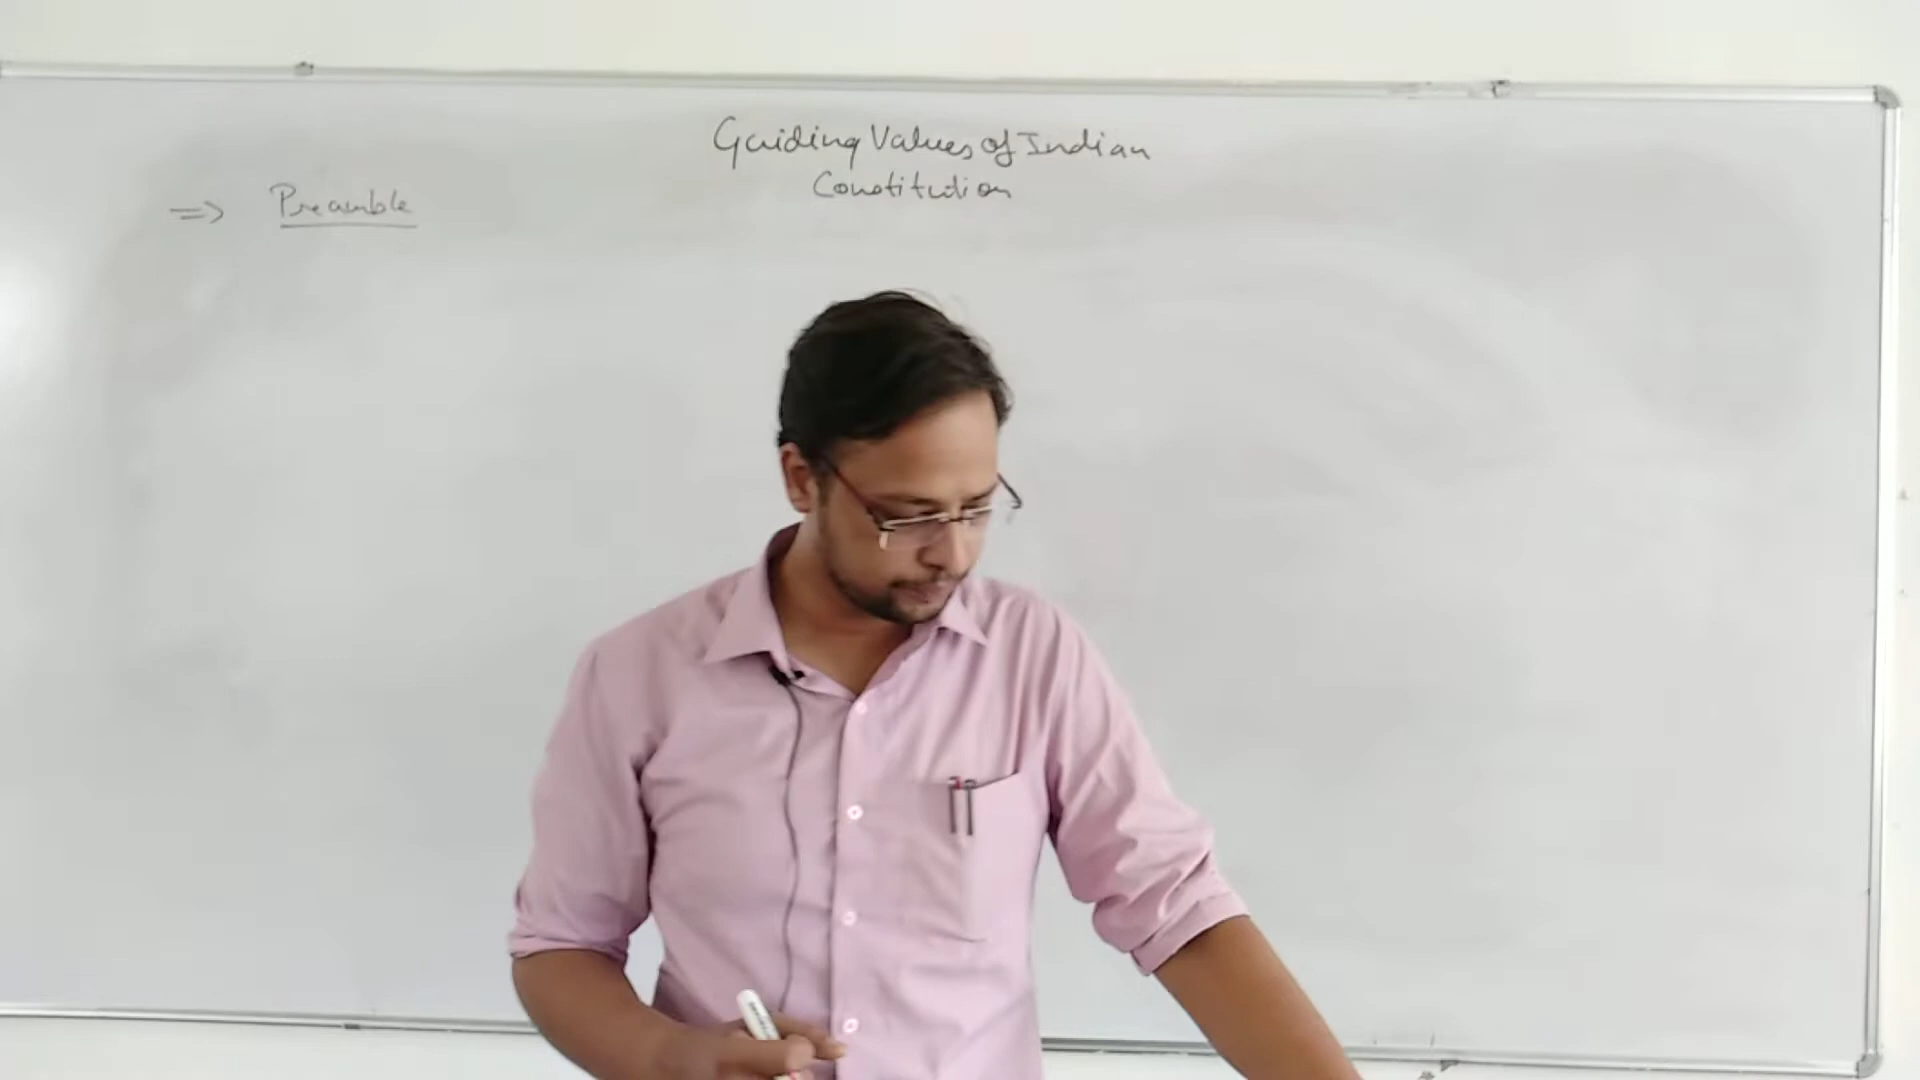 Guiding Values of Indian
Constitution
=> Preamble